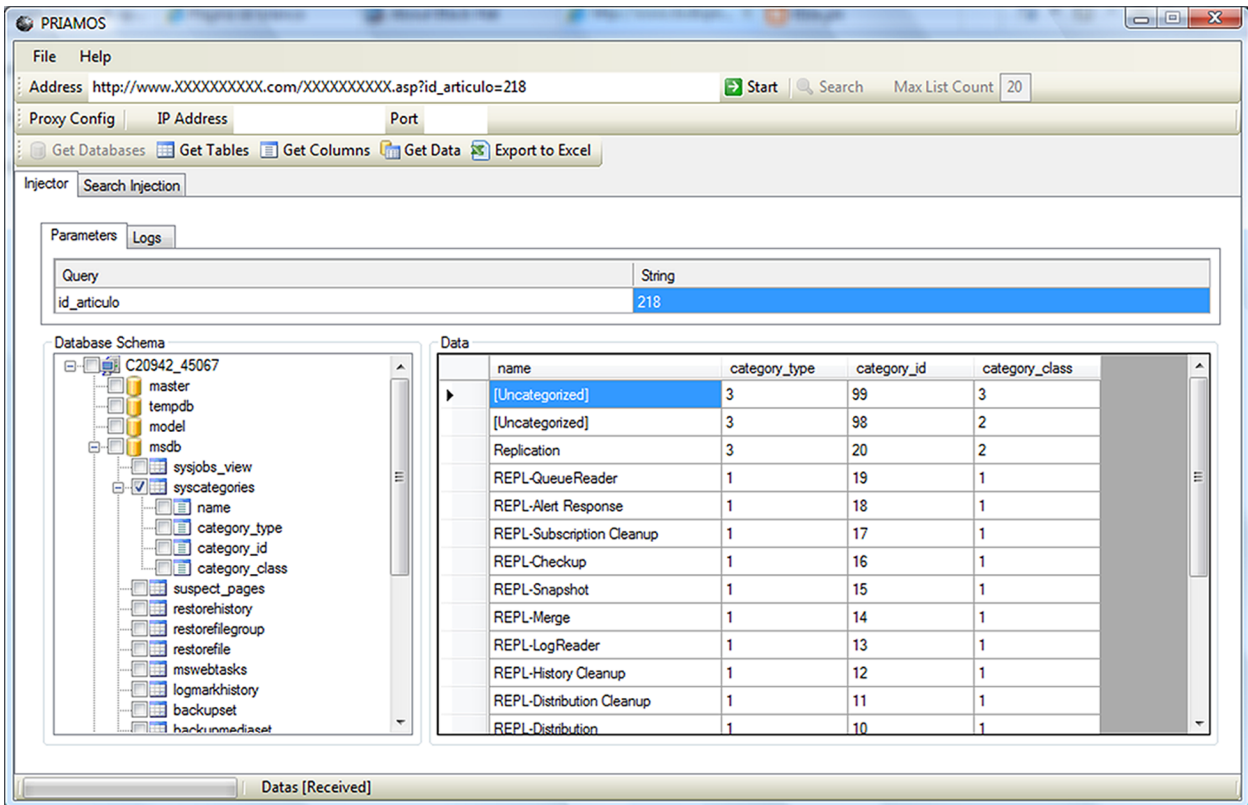 PRIAMOS
File Help
Address http://www.XXXXXXXXXX.com/XXXXXXXXXX.asp?id_articulo=218 Start Search Max List Count 20
Proxy Config IP Address Port
Get Databases Get Tables Get Columns Get Data Export to Excel
Injector Search Injection
Parameters Logs
Query String
id_articulo 218
Database Schema
C20942_45067
master
tempdb
model
msdb
sysjobs_view
syscategories
name
category_type
category_id
category_class
suspect_pages
restorehistory
restorefilegroup
restorefile
mswebtasks
logmarkhistory
backupset
backupmediaset
Data
name category_type category_id category_class
[Uncategorized] 3 99 3
[Uncategorized] 3 98 2
Replication 3 20 2
REPL-QueueReader 1 19 1
REPL-Alert Response 1 18 1
REPL-Subscription Cleanup 1 17 1
REPL-Checkup 1 16 1
REPL-Snapshot 1 15 1
REPL-Merge 1 14 1
REPL-LogReader 1 13 1
REPL-History Cleanup 1 12 1
REPL-Distribution Cleanup 1 11 1
REPL-Distribution 1 10 1
Datas [Received]